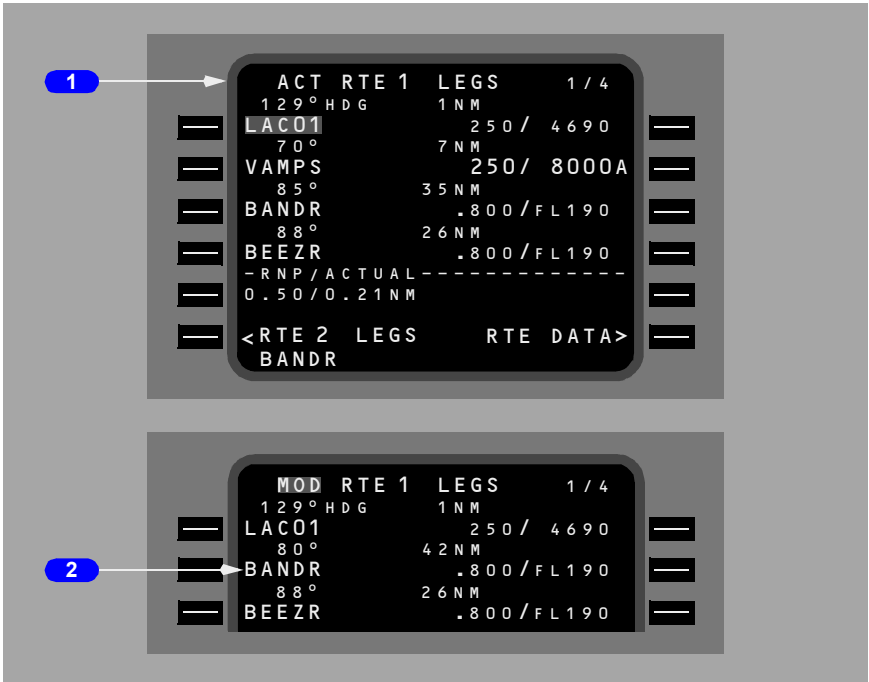 1
ACT RTE 1 LEGS 1/4
129°HDG 1NM
LACO1 250/ 4690
70° 7NM
VAMPS 250/ 8000A
85° 35NM
BANDR .800/FL190
88° 26NM
BEEZR .800/FL190
-RNP/ACTUAL-------------
0.50/0.21NM
<RTE 2 LEGS RTE DATA>
BANDR
MOD RTE 1 LEGS 1/4
129°HDG 1NM
LACO1 250/ 4690
80° 42NM
2
BANDR .800/FL190
88° 26NM
BEEZR .800/FL190